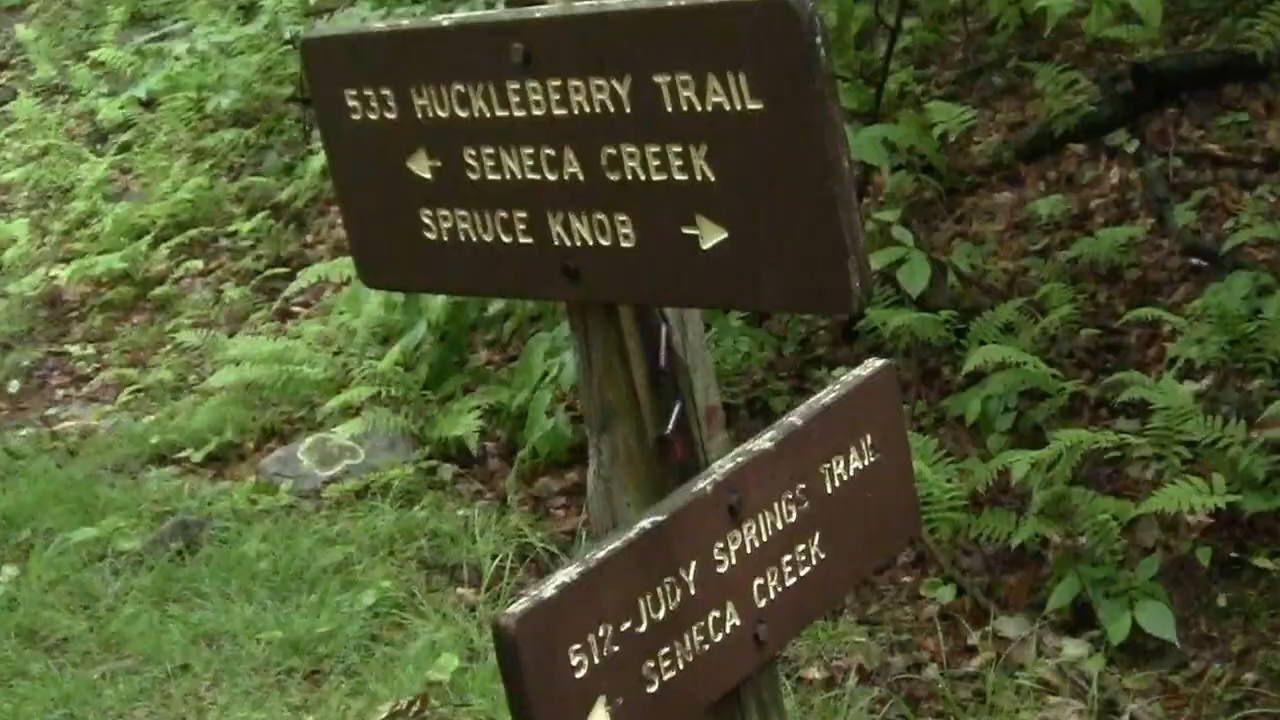 533 HUCKLEBERRY TRAIL
SENECA CREEK
SPRUCE KNOB
512-JUDY SPRINGS TRAIL
SENECA CREEK